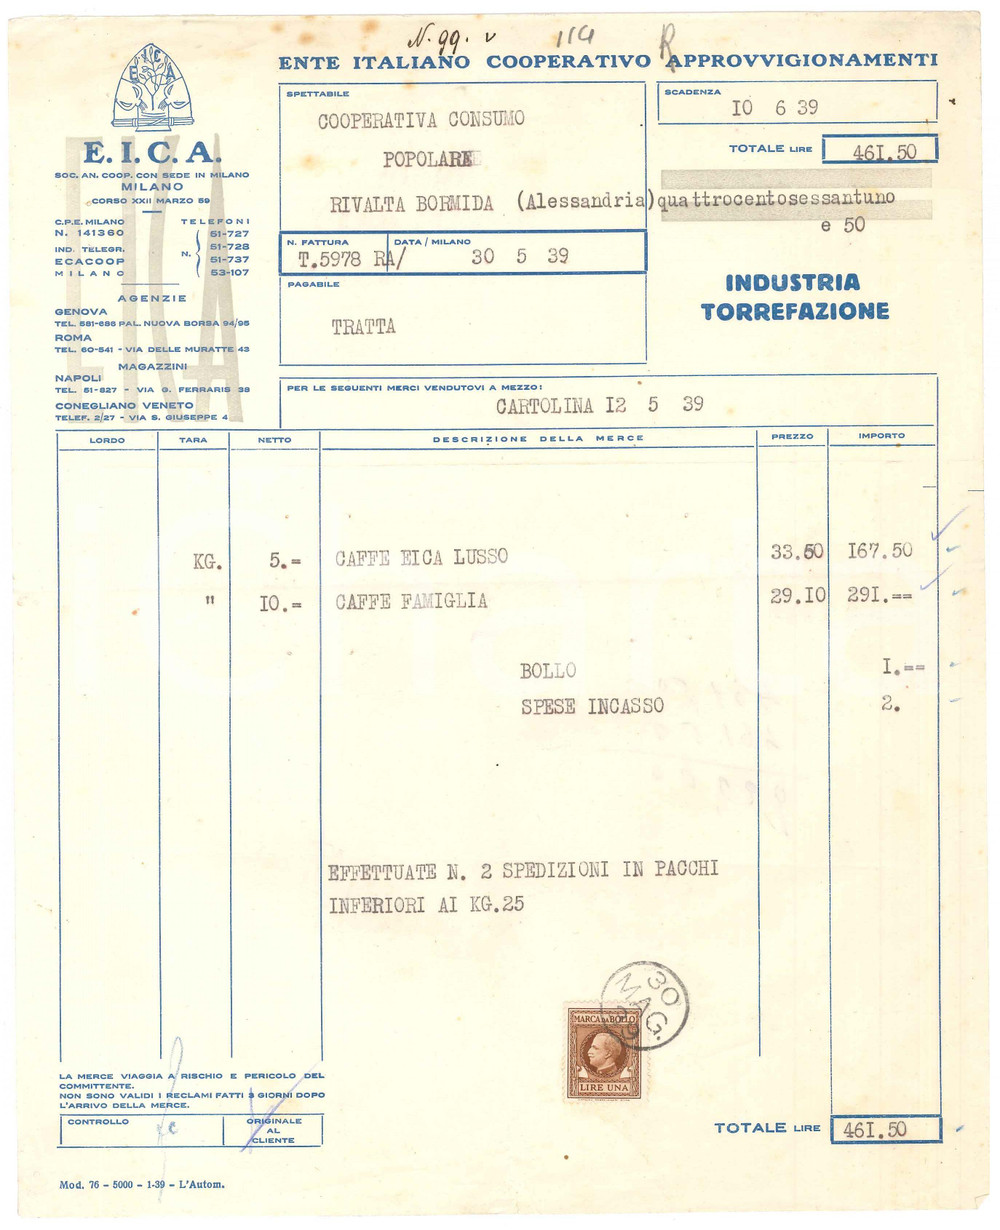 N. 99. v 119 R
ENTE ITALIANO COOPERATIVO APPROVVIGIONAMENTI
E I C A
E. I. C. A.
SOC. AN. COOP. CON SEDE IN MILANO
MILANO
CORSO XXII MARZO 59
C.P.E. MILANO
N. 141360
IND. TELEGR.
ECACOOP
MILANO
TELEFONI
N.
51-727
51-728
51-737
53-107
AGENZIE
GENOVA
TEL. 581-688 PAL. NUOVA BORSA 94/95
ROMA
TEL. 60-541 - VIA DELLE MURATTE 43
MAGAZZINI
NAPOLI
TEL. 51-827 - VIA G. FERRARIS 38
CONEGLIANO VENETO
TELEF. 2/27 - VIA S. GIUSEPPE 4
EICA
SPETTABILE
COOPERATIVA CONSUMO
POPOLARE
RIVALTA BORMIDA (Alessandria)
SCADENZA
IO 6 39
TOTALE LIRE 46I.50
quattrocentosessantuno
e 50
N. FATTURA
T.5978 RA/
DATA / MILANO
30 5 39
PAGABILE
TRATTA
INDUSTRIA
TORREFAZIONE
PER LE SEGUENTI MERCI VENDUTOVI A MEZZO:
CARTOLINA I2 5 39
LORDO TARA NETTO DESCRIZIONE DELLA MERCE PREZZO IMPORTO
KG. 5.= CAFFE EICA LUSSO 33.50 I67.50
" IO.= CAFFE FAMIGLIA 29.IO 29I.==
BOLLO I.==
SPESE INCASSO 2.
EFFETTUATE N. 2 SPEDIZIONI IN PACCHI
INFERIORI AI KG.25
30
MAG.
39
MARCA DA BOLLO
LIRE UNA
LA MERCE VIAGGIA A RISCHIO E PERICOLO DEL
COMMITTENTE.
NON SONO VALIDI I RECLAMI FATTI 3 GIORNI DOPO
L'ARRIVO DELLA MERCE.
CONTROLLO
ORIGINALE
AL
CLIENTE
TOTALE LIRE 46I.50
Mod. 76 - 5000 - 1-39 - L'Autom.